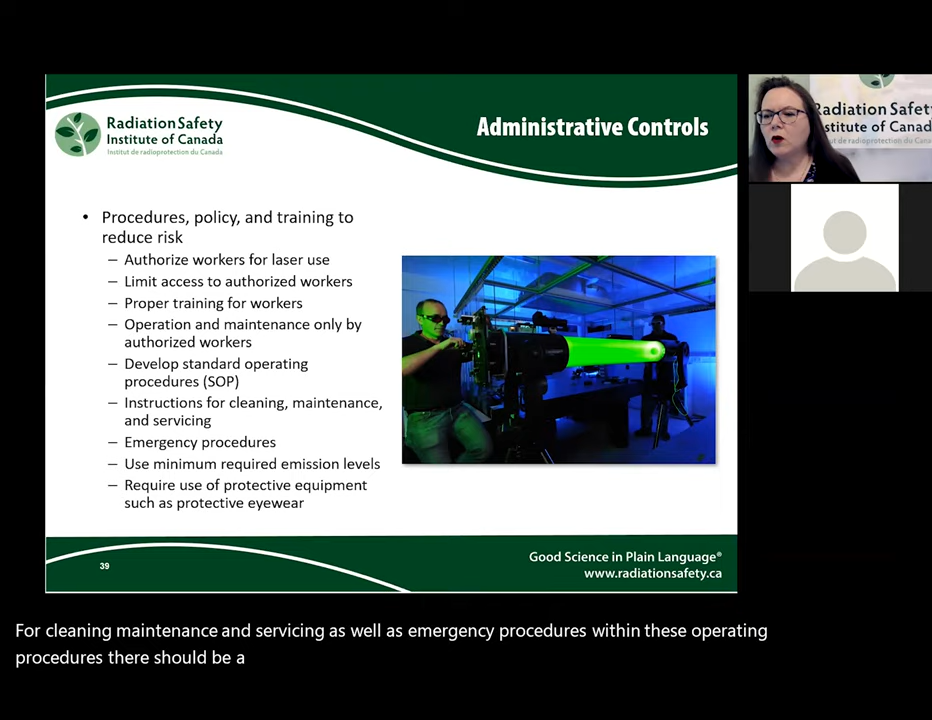 Radiation Safety
Institute of Canada
Institut de radioprotection du Canada
Administrative Controls
• Procedures, policy, and training to
reduce risk
– Authorize workers for laser use
– Limit access to authorized workers
– Proper training for workers
– Operation and maintenance only by
authorized workers
– Develop standard operating
procedures (SOP)
– Instructions for cleaning, maintenance,
and servicing
– Emergency procedures
– Use minimum required emission levels
– Require use of protective equipment
such as protective eyewear
39
Good Science in Plain Language®
www.radiationsafety.ca
Radiation Safet
stitute of Canad
ut de radioprotection du Can
For cleaning maintenance and servicing as well as emergency procedures within these operating
procedures there should be a